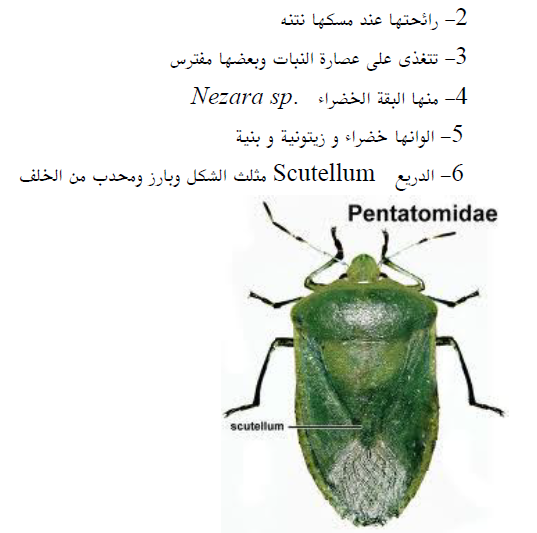 2- رائحتها عند مسكها نتنه
3- تتغذى على عصارة النبات وبعضها مفترس
4- منها البقة الخضراء Nezara sp.
5- الوانها خضراء و زيتونية و بنية
6- الدريع Scutellum مثلث الشكل وبارز ومحدب من الخلف
Pentatomidae
scutellum